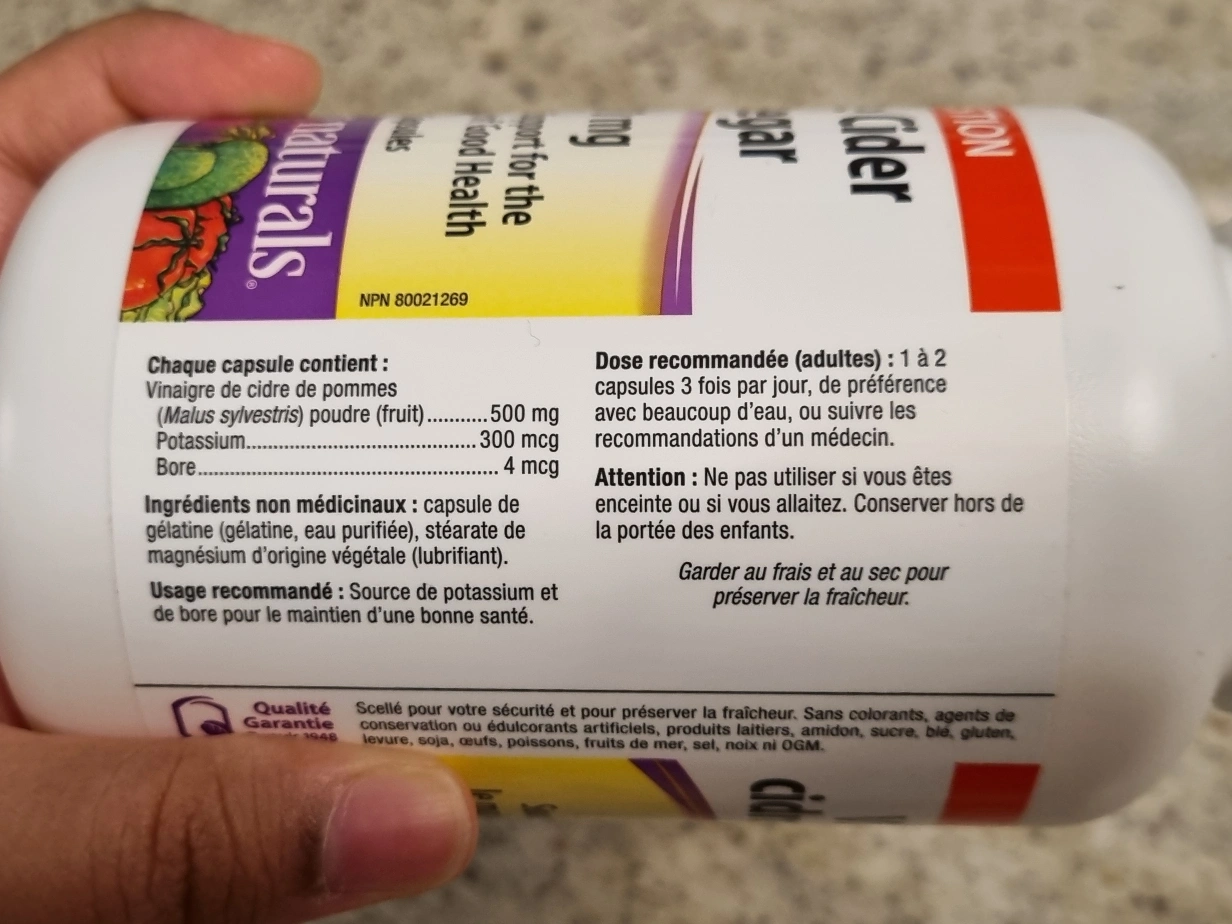 naturals®
Good Health
for the
mg
Cider
NPN 80021269
Chaque capsule contient :
Vinaigre de cidre de pommes
(Malus sylvestris) poudre (fruit)...........500 mg
Potassium.......................................... 300 mcg
Bore....................................................... 4 mcg
Ingrédients non médicinaux : capsule de
gélatine (gélatine, eau purifiée), stéarate de
magnésium d'origine végétale (lubrifiant).
Usage recommandé : Source de potassium et
de bore pour le maintien d'une bonne santé.
Dose recommandée (adultes) : 1 à 2
capsules 3 fois par jour, de préférence
avec beaucoup d'eau, ou suivre les
recommandations d'un médecin.
Attention : Ne pas utiliser si vous êtes
enceinte ou si vous allaitez. Conserver hors de
la portée des enfants.
Garder au frais et au sec pour
préserver la fraîcheur.
Qualité
Garantie
1948
Scellé pour votre sécurité et pour préserver la fraîcheur. Sans colorants, agents de
conservation ou édulcorants artificiels, produits laitiers, amidon, sucre, blé, gluten,
levure, soja, œufs, poissons, fruits de mer, sel, noix ni OGM.